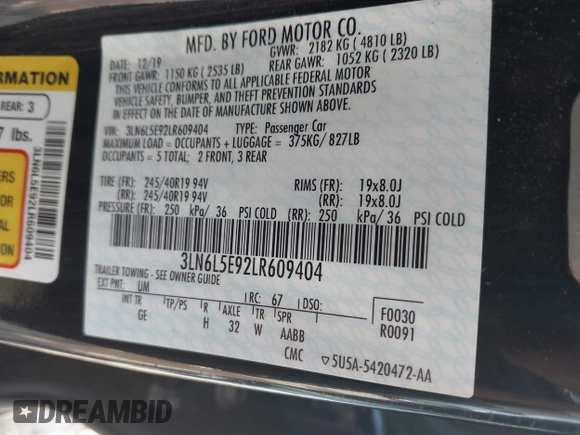 MFD. BY FORD MOTOR CO.
DATE: 12/19 GVWR: 2182 KG ( 4810 LB)
FRONT GAWR: 1150 KG ( 2535 LB) REAR GAWR: 1052 KG ( 2320 LB)
THIS VEHICLE CONFORMS TO ALL APPLICABLE FEDERAL MOTOR
VEHICLE SAFETY, BUMPER, AND THEFT PREVENTION STANDARDS
IN EFFECT ON THE DATE OF MANUFACTURE SHOWN ABOVE.
VIN: 3LN6L5E92LR609404 TYPE: Passenger Car
MAXIMUM LOAD = OCCUPANTS + LUGGAGE = 375KG/ 827LB
OCCUPANTS = 5 TOTAL; 2 FRONT, 3 REAR
TIRE (FR): 245/40R19 94V RIMS (FR): 19x8.0J
(RR): 245/40R19 94V (RR): 19x8.0J
PRESSURE (FR): 250 kPa/ 36 PSI COLD (RR): 250 kPa/ 36 PSI COLD
3LN6L5E92LR609404
TRAILER TOWING - SEE OWNER GUIDE
EXT PNT: UM RC: 67 DSO: F0030
INT TR TP/PS R AXLE TR SPR R0091
GE H 32 W AABB
CMC 5U5A-5420472-AA
ORMATION
REAR: 3
7 lbs.
ERS
AL
ON
3LN6L5E92LR609404
DREAMBID